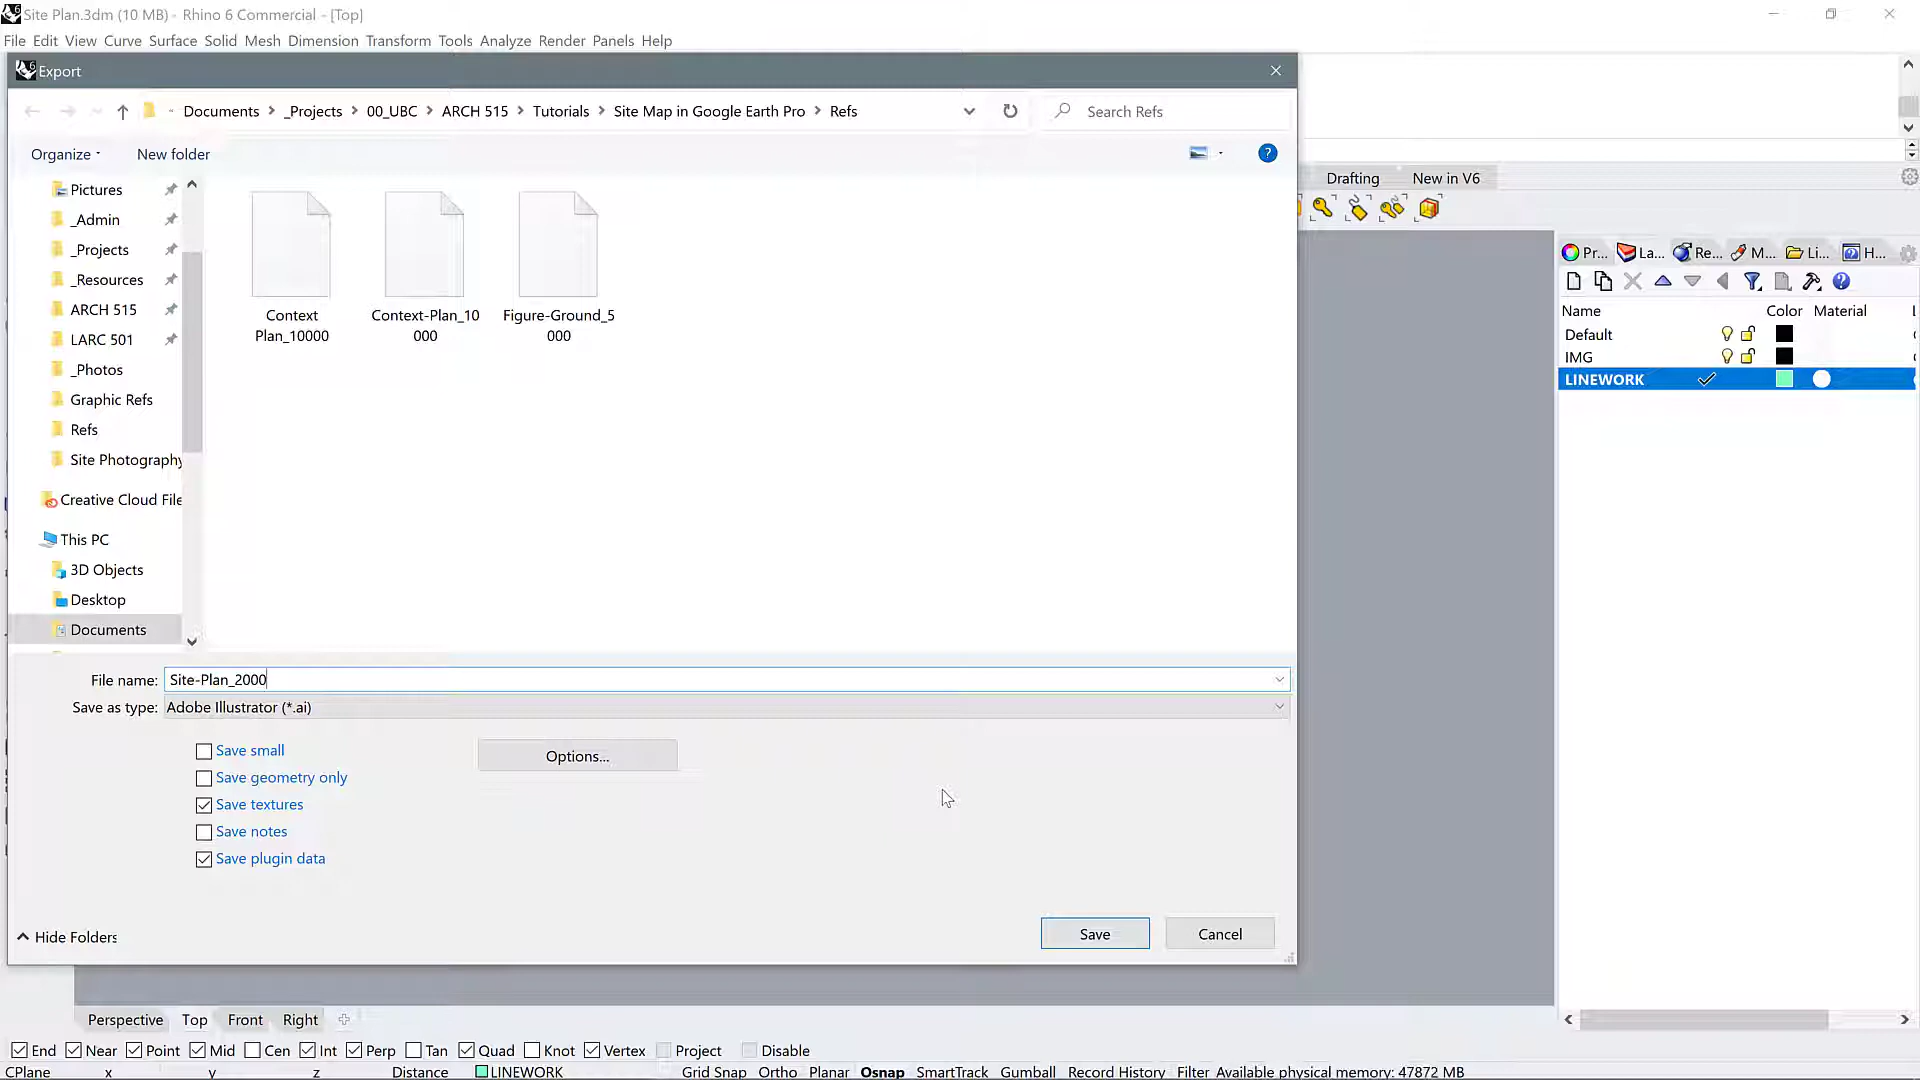 Site Plan.3dm (10 MB) - Rhino 6 Commercial - [Top]
File Edit View Curve Surface Solid Mesh Dimension Transform Tools Analyze Render Panels Help
Export
Documents > _Projects > 00_UBC > ARCH 515 > Tutorials > Site Map in Google Earth Pro > Refs
Search Refs
Organize New folder
Drafting New in V6
Pictures
_Admin
_Projects
_Resources
ARCH 515
LARC 501
_Photos
Graphic Refs
Refs
Site Photography
Creative Cloud File
This PC
3D Objects
Desktop
Documents
Context
Plan_10000
Context-Plan_10
000
Figure-Ground_5
000
Pr... La... Re... M... Li... H...
Name Color Material
Default
IMG
LINEWORK
File name: Site-Plan_2000
Save as type: Adobe Illustrator (*.ai)
Save small
Save geometry only
Save textures
Save notes
Save plugin data
Options...
Hide Folders
Save Cancel
Perspective Top Front Right
End Near Point Mid Cen Int Perp Tan Quad Knot Vertex Project Disable
CPlane x y z Distance LINEWORK Grid Snap Ortho Planar Osnap SmartTrack Gumball Record History Filter Available physical memory: 47872 MB